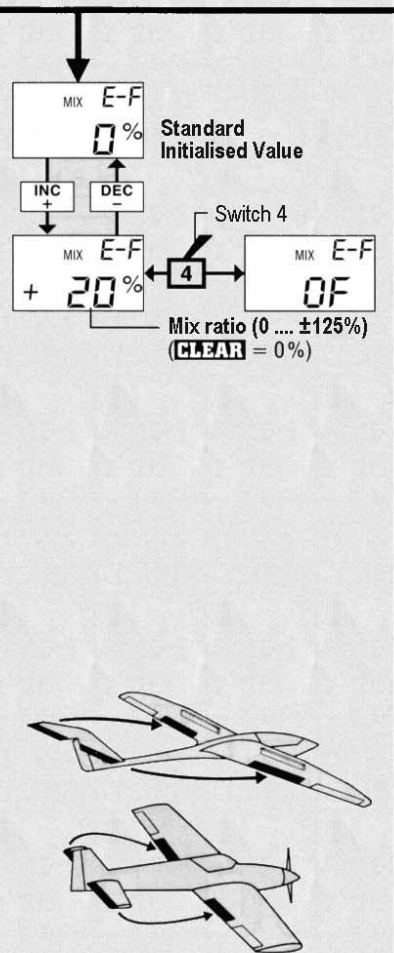 MIX E-F
0%
Standard
Initialised Value
INC
+
DEC
–
Switch 4
MIX E-F
+ 20%
4
MIX E-F
OF
Mix ratio (0 .... ±125%)
(CLEAR = 0%)